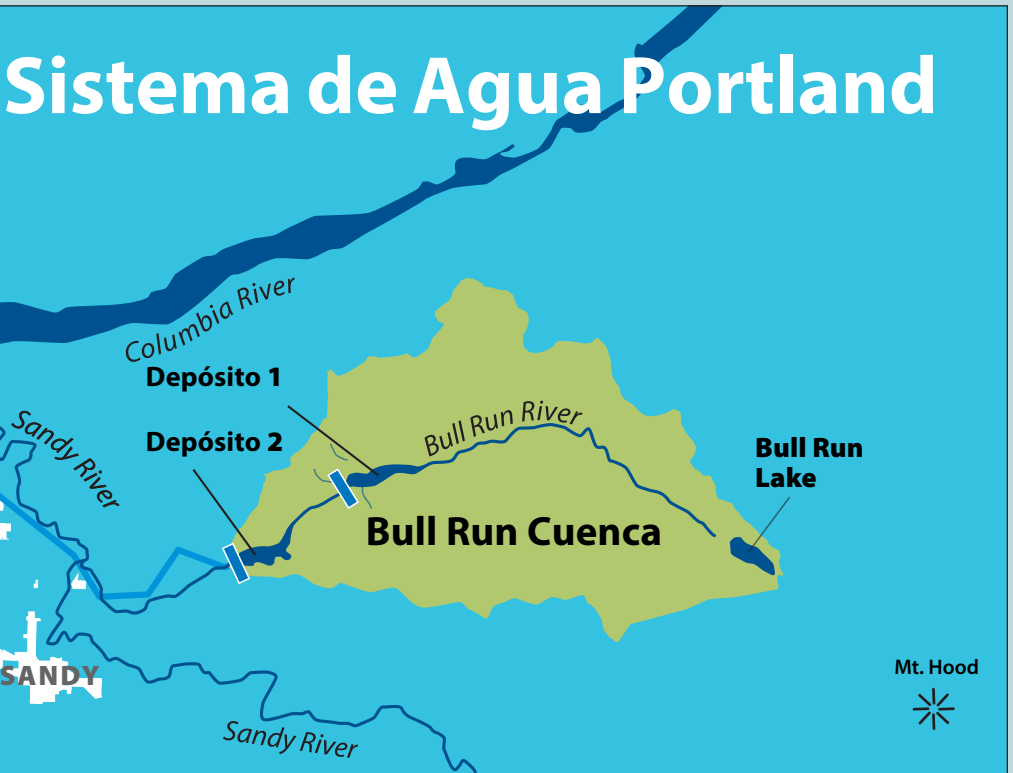 Sistema de Agua Portland
Columbia River
Depósito 1
Sandy River
Depósito 2
Bull Run River
Bull Run
Lake
Bull Run Cuenca
SANDY
Mt. Hood
Sandy River